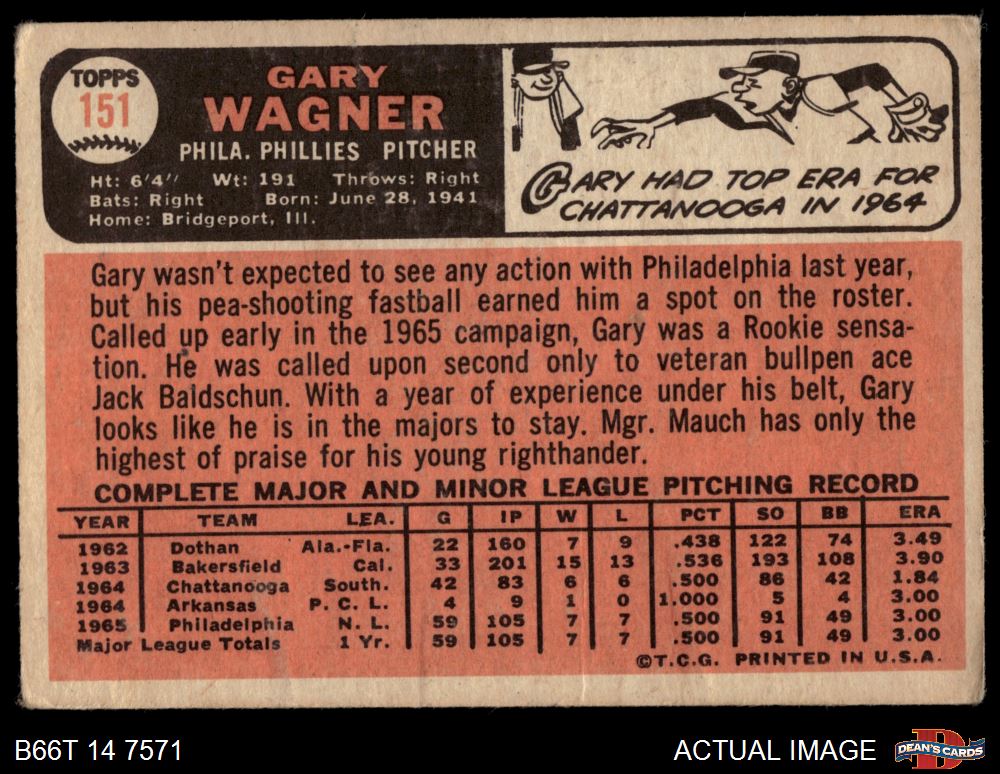 TOPPS
151
GARY
WAGNER
PHILA. PHILLIES PITCHER
Ht: 6'4" Wt: 191 Throws: Right
Bats: Right Born: June 28, 1941
Home: Bridgeport, Ill.
GARY HAD TOP ERA FOR
CHATTANOOGA IN 1964
Gary wasn't expected to see any action with Philadelphia last year,
but his pea-shooting fastball earned him a spot on the roster.
Called up early in the 1965 campaign, Gary was a Rookie sensa-
tion. He was called upon second only to veteran bullpen ace
Jack Baldschun. With a year of experience under his belt, Gary
looks like he is in the majors to stay. Mgr. Mauch has only the
highest of praise for his young righthander.
COMPLETE MAJOR AND MINOR LEAGUE PITCHING RECORD
YEAR TEAM LEA. G IP W L PCT SO BB ERA
1962 Dothan Ala.-Fla. 22 160 7 9 .438 122 74 3.49
1963 Bakersfield Cal. 33 201 15 13 .536 193 108 3.90
1964 Chattanooga South. 42 83 6 6 .500 86 42 1.84
1964 Arkansas P. C. L. 4 9 1 0 1.000 5 4 3.00
1965 Philadelphia N. L. 59 105 7 7 .500 91 49 3.00
Major League Totals 1 Yr. 59 105 7 7 .500 91 49 3.00
©T.C.G. PRINTED IN U.S.A.
B66T 14 7571
ACTUAL IMAGE
DEAN'S CARDS